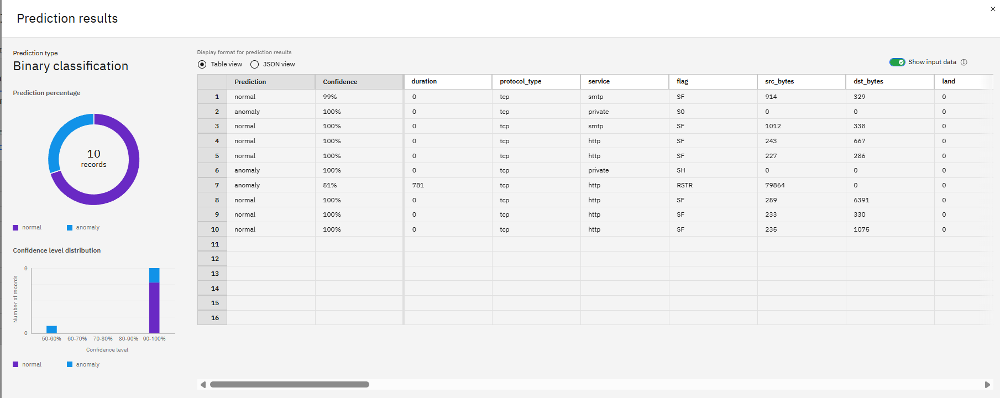 Prediction results
Prediction type
Binary classification
Prediction percentage
10
records
normal anomaly
Confidence level distribution
Number of records
9
0
50-60% 60-70% 70-80% 80-90% 90-100%
Confidence level
normal anomaly
Display format for prediction results
Table view JSON view
Show input data
Prediction Confidence duration protocol_type service flag src_bytes dst_bytes land
1 normal 99% 0 tcp smtp SF 914 329 0
2 anomaly 100% 0 tcp private S0 0 0 0
3 normal 100% 0 tcp smtp SF 1012 338 0
4 normal 100% 0 tcp http SF 243 667 0
5 normal 100% 0 tcp http SF 227 286 0
6 anomaly 100% 0 tcp private SH 0 0 0
7 anomaly 51% 781 tcp http RSTR 79864 0 0
8 normal 100% 0 tcp http SF 259 6391 0
9 normal 100% 0 tcp http SF 233 330 0
10 normal 100% 0 tcp http SF 235 1075 0
11
12
13
14
15
16